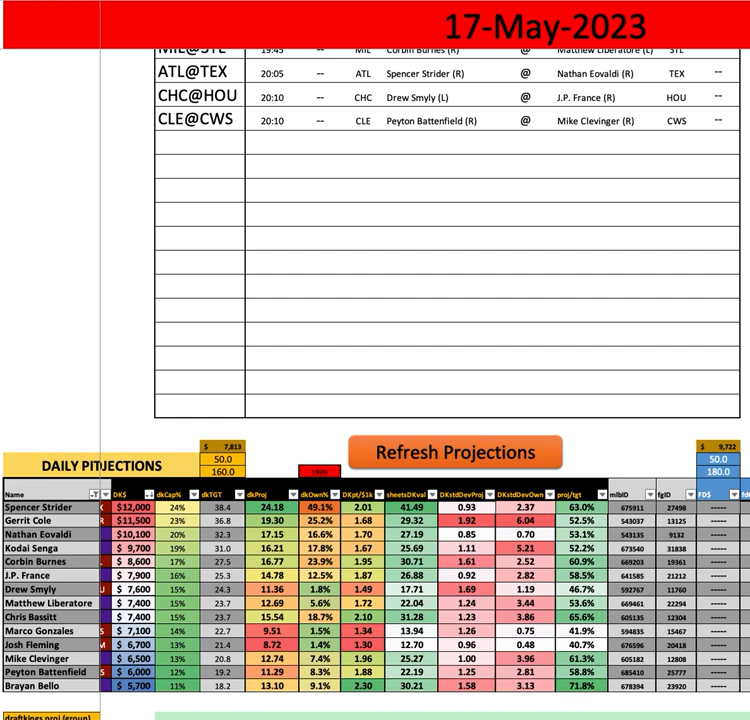 17-May-2023
MIL@STL 19:45 -- MIL Corbin Burnes (R) @ Matthew Liberatore (L) STL
ATL@TEX 20:05 -- ATL Spencer Strider (R) @ Nathan Eovaldi (R) TEX --
CHC@HOU 20:10 -- CHC Drew Smyly (L) @ J.P. France (R) HOU --
CLE@CWS 20:10 -- CLE Peyton Battenfield (R) @ Mike Clevinger (R) CWS --
$ 7,813 $ 9,722
Refresh Projections
50.0 50.0
DAILY PITJECTIONS 160.0 180.0
Name DK$ dkCap% dkTGT dkProj dkOwn% DKpt/$1k sheetsDKval DKstdDevProj DKstdDevOwn proj/tgt mlbID fgID FD$
Spencer Strider $12,000 24% 38.4 24.18 49.1% 2.01 41.49 0.93 2.37 63.0% 675911 27498 -----
Gerrit Cole R $11,500 23% 36.8 19.30 25.2% 1.68 29.32 1.92 6.04 52.5% 543037 13125 -----
Nathan Eovaldi $10,100 20% 32.3 17.15 16.6% 1.70 27.19 0.85 0.70 53.1% 543135 9132 -----
Kodai Senga $ 9,700 19% 31.0 16.21 17.8% 1.67 25.69 1.11 5.21 52.2% 673540 31838 -----
Corbin Burnes $ 8,600 17% 27.5 16.77 23.9% 1.95 30.71 1.61 2.52 60.9% 669203 19361 -----
J.P. France $ 7,900 16% 25.3 14.78 12.5% 1.87 26.88 0.92 2.82 58.5% 641585 21212 -----
Drew Smyly U $ 7,600 15% 24.3 11.36 1.8% 1.49 17.71 1.69 1.19 46.7% 592767 11760 -----
Matthew Liberatore $ 7,400 15% 23.7 12.69 5.6% 1.72 22.04 1.24 3.44 53.6% 669461 22294 -----
Chris Bassitt $ 7,400 15% 23.7 15.54 18.7% 2.10 31.28 1.23 3.86 65.6% 605135 12304 -----
Marco Gonzales S $ 7,100 14% 22.7 9.51 1.5% 1.34 13.94 1.26 0.75 41.9% 594835 15467 -----
Josh Fleming M $ 6,700 13% 21.4 8.72 1.4% 1.30 12.70 0.96 0.48 40.7% 676596 20418 -----
Mike Clevinger $ 6,500 13% 20.8 12.74 7.4% 1.96 25.27 1.00 3.96 61.3% 605182 12808 -----
Peyton Battenfield S $ 6,000 12% 19.2 11.29 8.3% 1.88 22.19 1.25 2.81 58.8% 685410 25777 -----
Brayan Bello $ 5,700 11% 18.2 13.10 9.1% 2.30 30.21 1.58 3.13 71.8% 678394 23920 -----
draftkings proj (group)